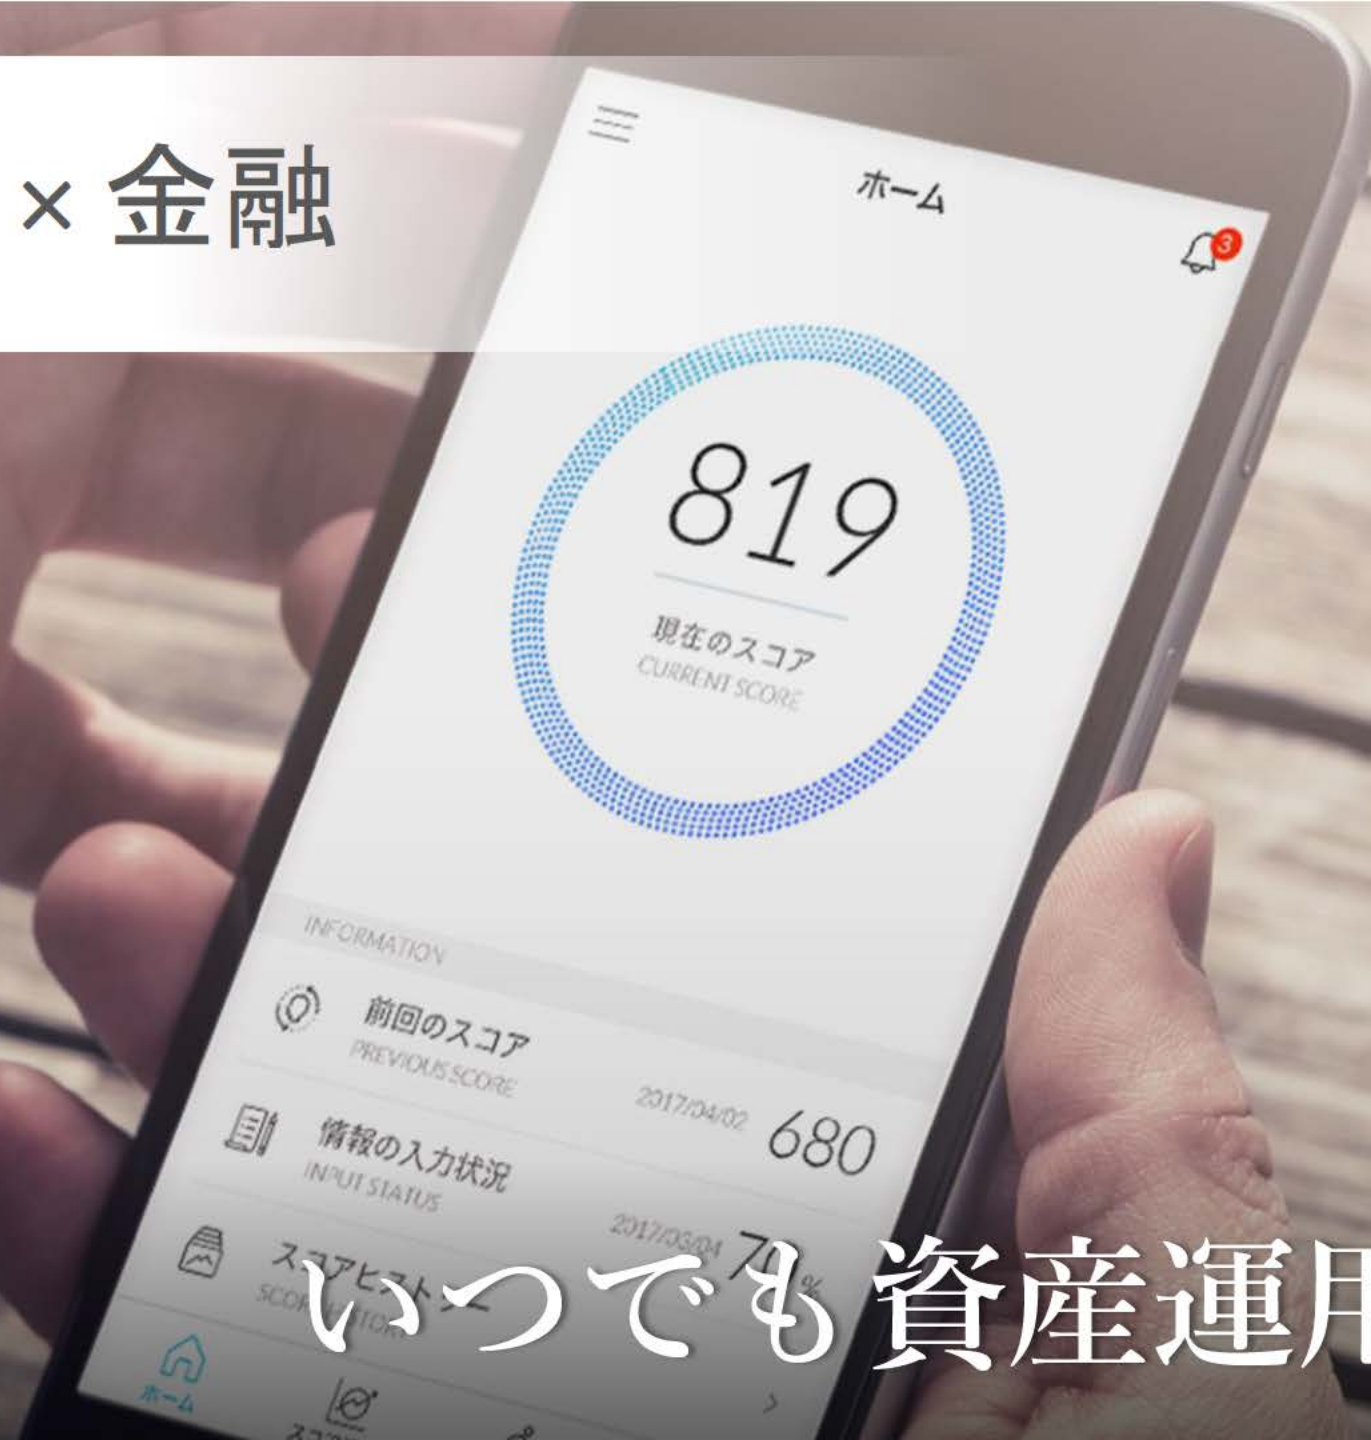 × 金融
ホーム
3
819
現在のスコア
CURRENT SCORE
INFORMATION
前回のスコア
PREVIOUS SCORE
2017/04/02 680
情報の入力状況
INPUT STATUS
2017/03/04
%
いつでも資産運用
ホーム